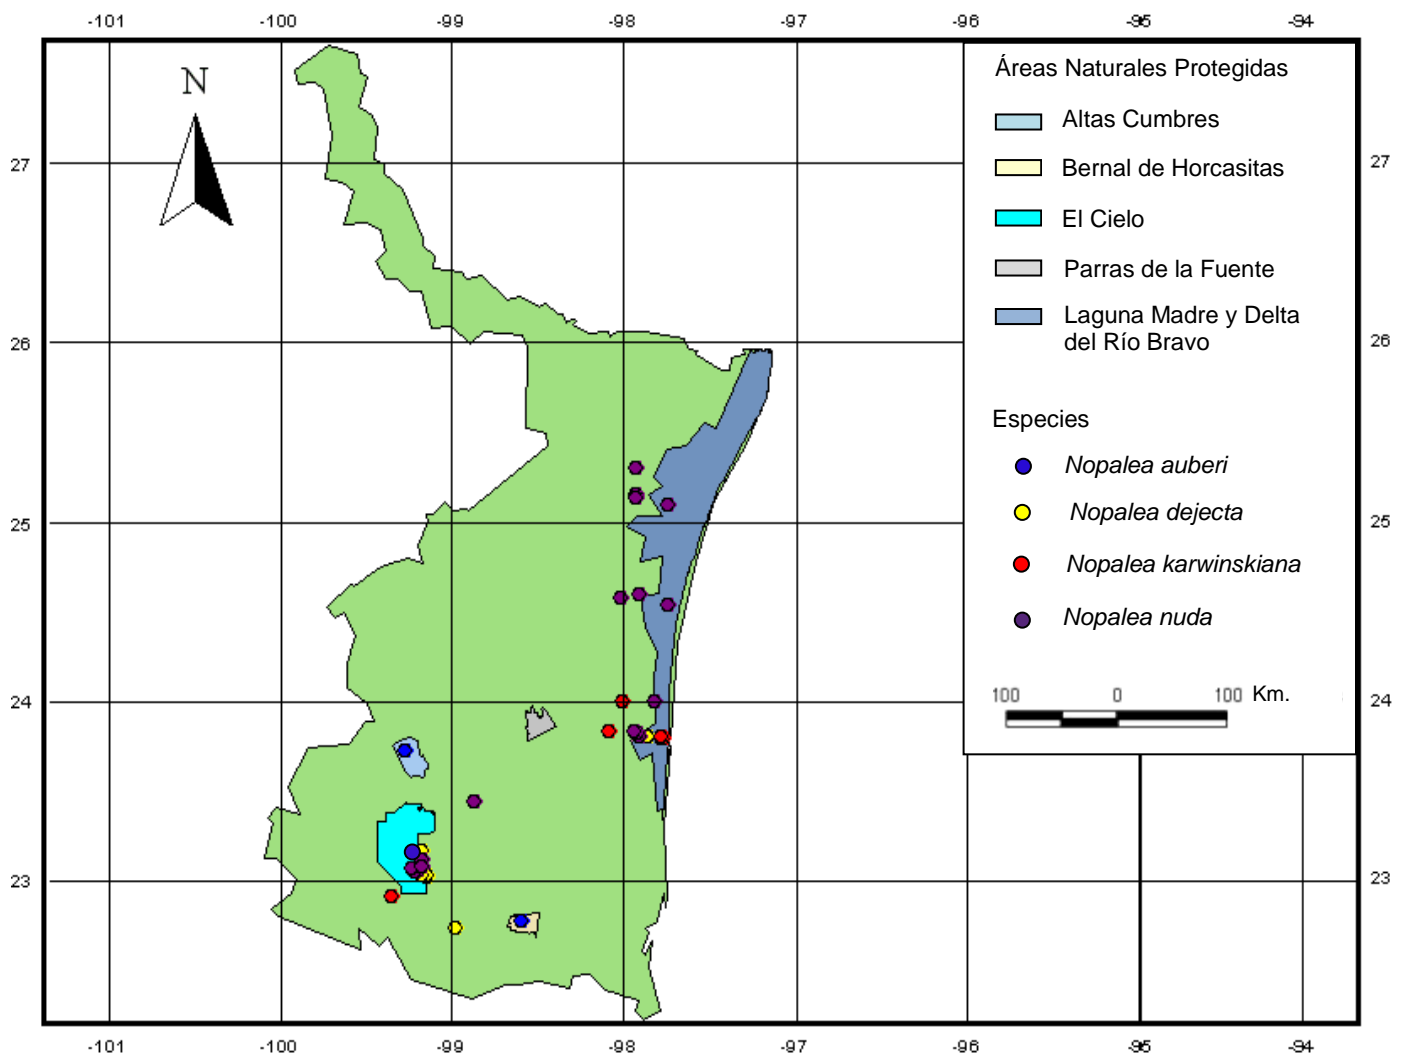 -101 -100 -99 -98 -97 -96 -95 -94
N
Áreas Naturales Protegidas
Altas Cumbres
Bernal de Horcasitas
El Cielo
Parras de la Fuente
Laguna Madre y Delta
del Río Bravo
Especies
Nopalea auberi
Nopalea dejecta
Nopalea karwinskiana
Nopalea nuda
100 0 100 Km.
27 27
26 26
25 25
24 24
23 23
-101 -100 -99 -98 -97 -96 -95 -94